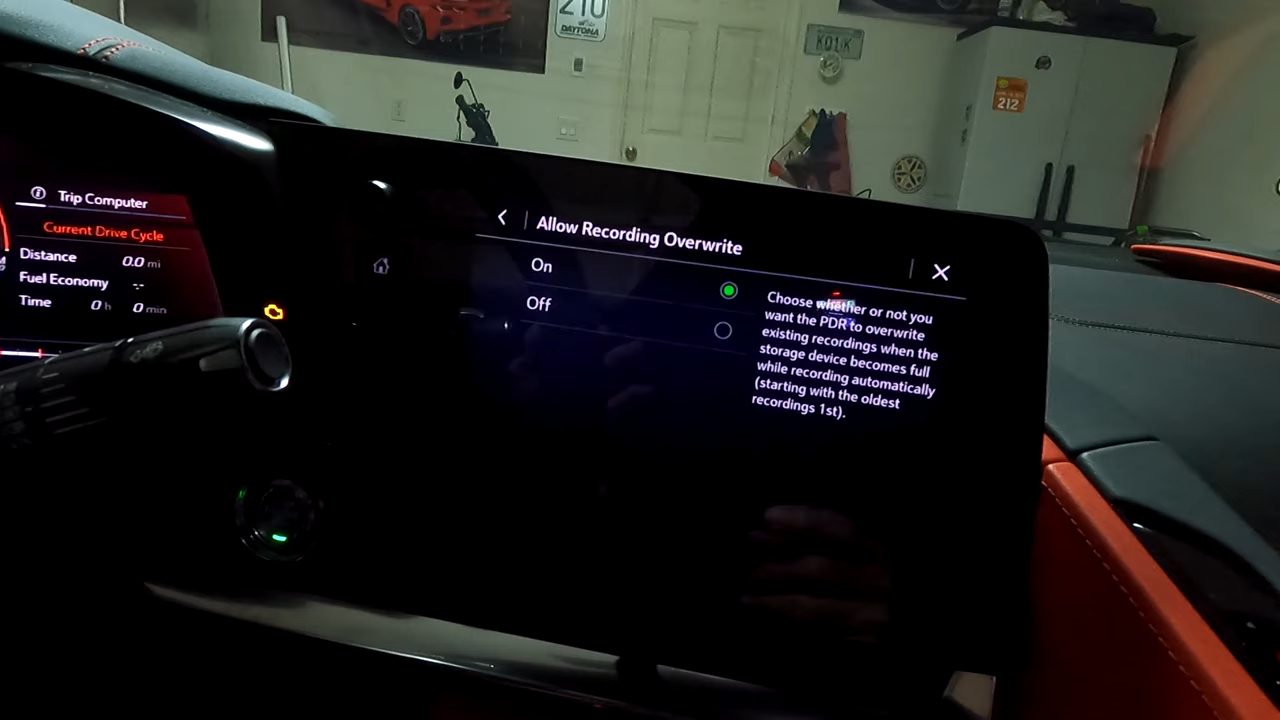 210
DAYTONA
KO1K
212
Trip Computer
Current Drive Cycle
Distance 0.0 mi
Fuel Economy --
Time 0 h 0 min
Allow Recording Overwrite
On
Off
Choose whether or not you
want the PDR to overwrite
existing recordings when the
storage device becomes full
while recording automatically
(starting with the oldest
recordings 1st).